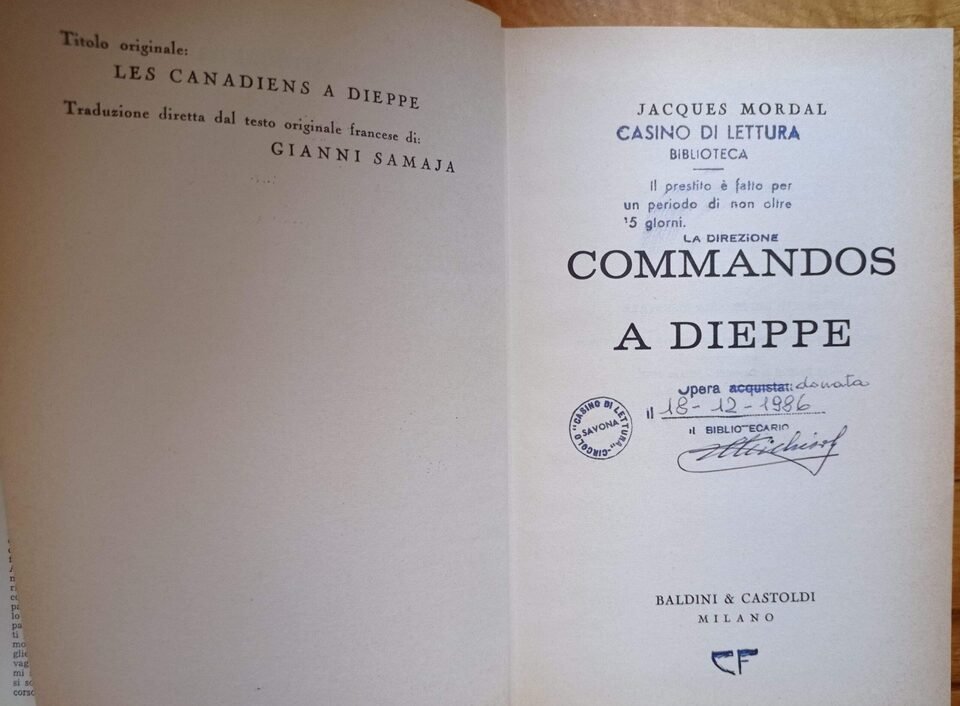 Titolo originale:
LES CANADIENS A DIEPPE
Traduzione diretta dal testo originale francese di:
GIANNI SAMAJA
JACQUES MORDAL
CASINO DI LETTURA
BIBLIOTECA
Il prestito è fatto per
un periodo di non oltre
15 giorni.
LA DIREZIONE
COMMANDOS
A DIEPPE
Opera acquistat: donata
il 18-12-1986
il BIBLIOTECARIO
CIRCOLO "CASINO DI LETTURA"
SAVONA
BALDINI & CASTOLDI
MILANO
CF